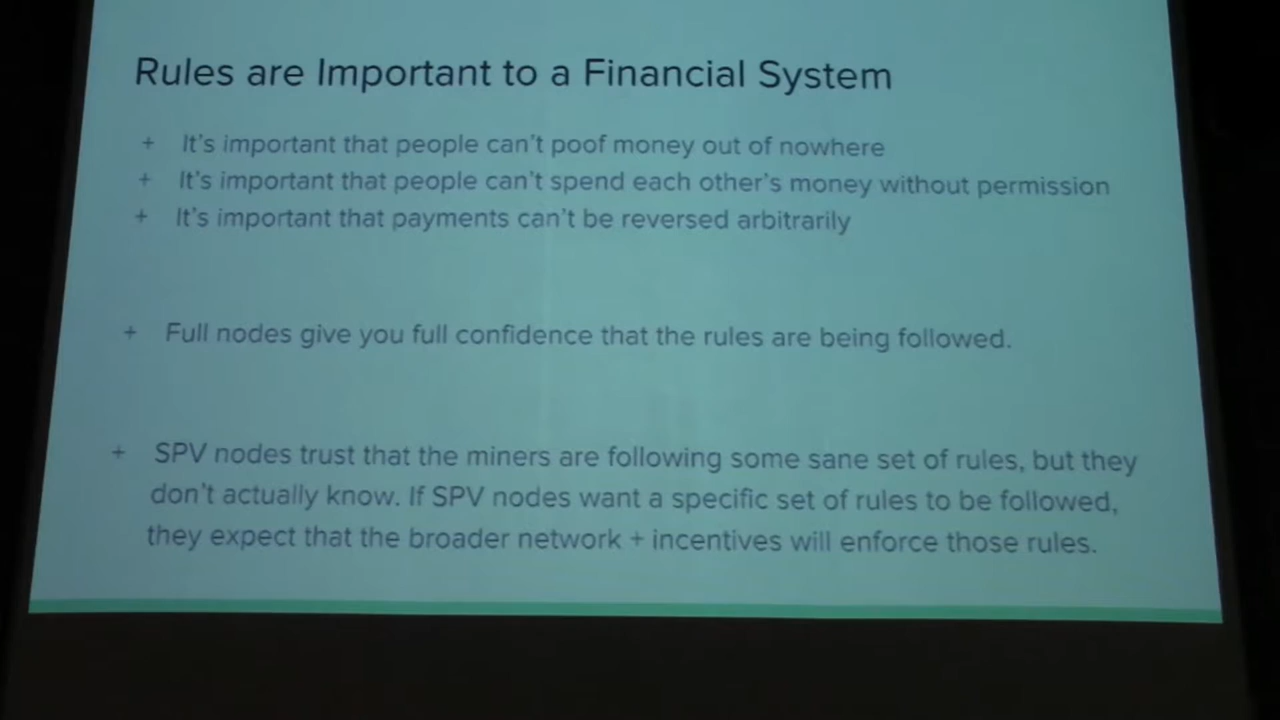 Rules are Important to a Financial System
+ It's important that people can't poof money out of nowhere
+ It's important that people can't spend each other's money without permission
+ It's important that payments can't be reversed arbitrarily
+ Full nodes give you full confidence that the rules are being followed.
+ SPV nodes trust that the miners are following some sane set of rules, but they
don't actually know. If SPV nodes want a specific set of rules to be followed,
they expect that the broader network + incentives will enforce those rules.